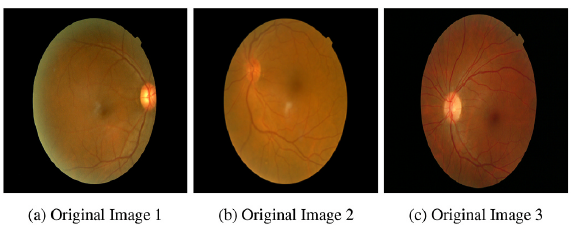 (a) Original Image 1
(b) Original Image 2
(c) Original Image 3